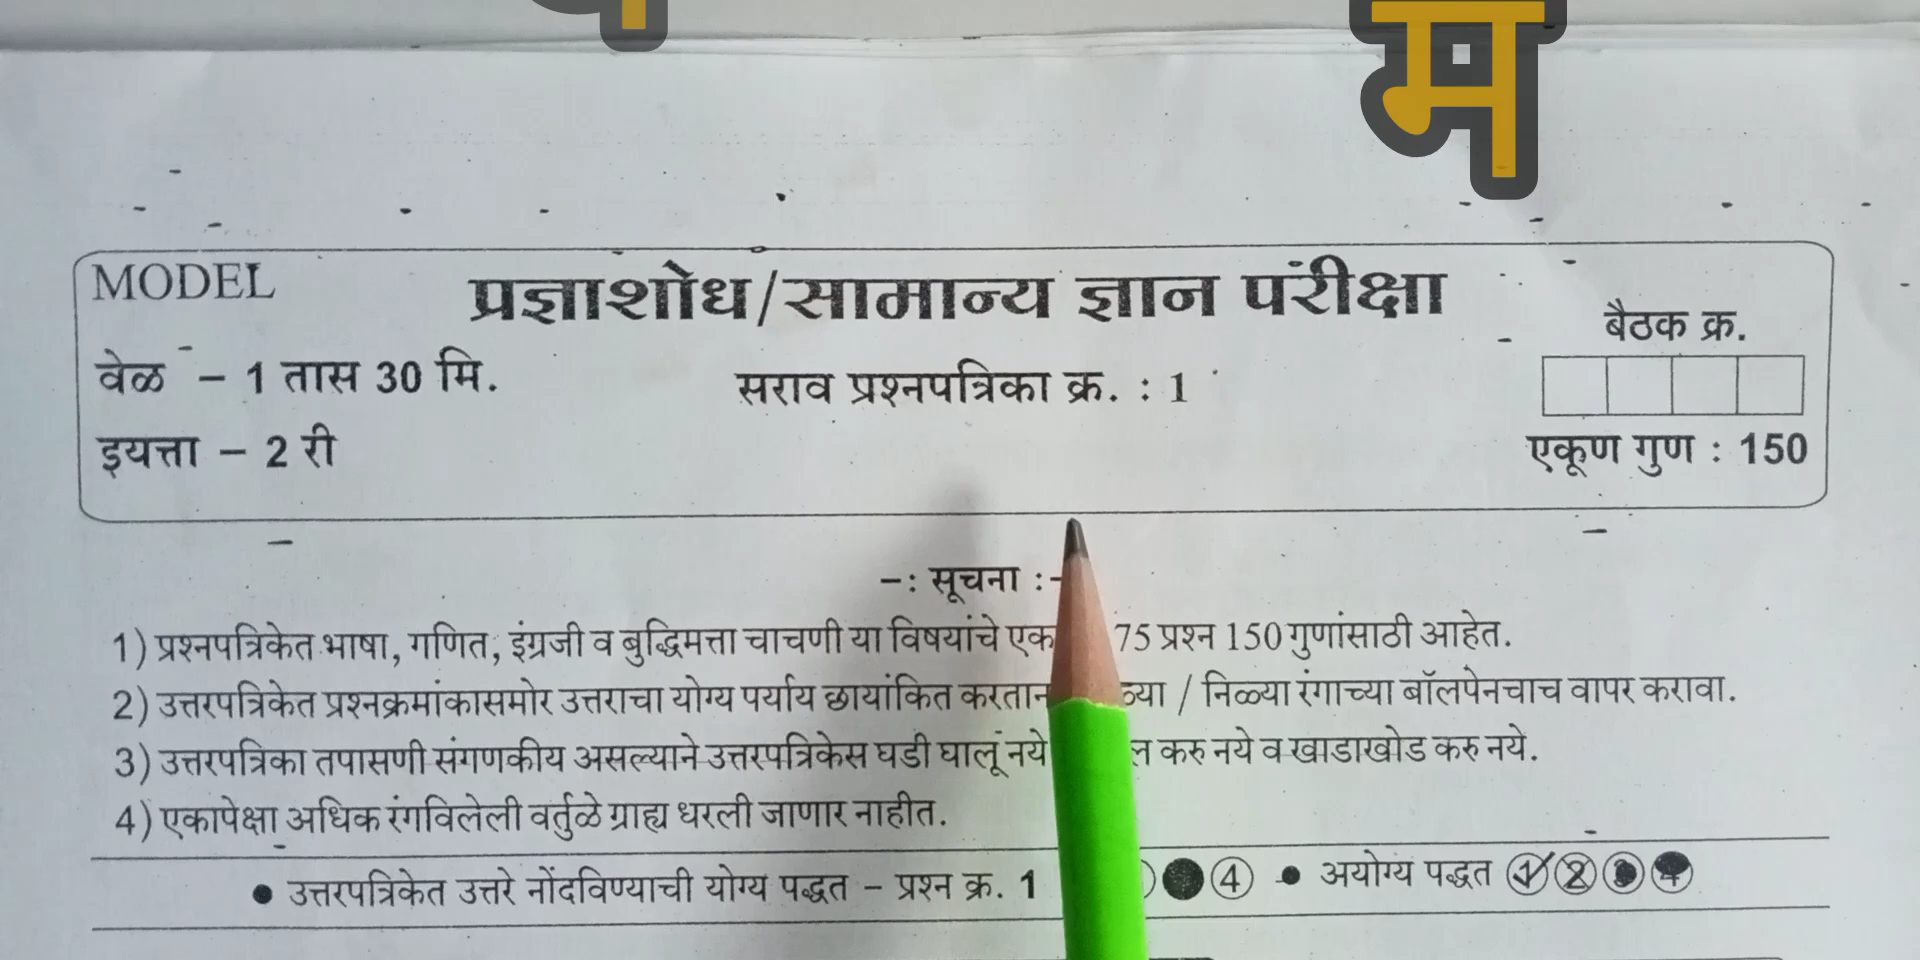 म
MODEL
प्रज्ञाशोध/सामान्य ज्ञान परीक्षा
बैठक क्र.
वेळ – 1 तास 30 मि.
सराव प्रश्नपत्रिका क्र. : 1
इयत्ता – 2 री
एकूण गुण : 150
–: सूचना :-
1) प्रश्नपत्रिकेत भाषा, गणित, इंग्रजी व बुद्धिमत्ता चाचणी या विषयांचे 75 प्रश्न 150 गुणांसाठी आहेत.
2) उत्तरपत्रिकेत प्रश्नक्रमांकासमोर उत्तराचा योग्य पर्याय छायांकित / निळ्या रंगाच्या बॉलपेनचाच वापर करावा.
3) उत्तरपत्रिका तपासणी संगणकीय असल्याने उत्तरपत्रिकेस घडी घालू नये करु नये व खाडाखोड करु नये.
4) एकापेक्षा अधिक रंगविलेली वर्तुळे ग्राह्य धरली जाणार नाहीत.
● उत्तरपत्रिकेत उत्तरे नोंदविण्याची योग्य पद्धत – प्रश्न क्र. 1 ④ ● अयोग्य पद्धत ① ②